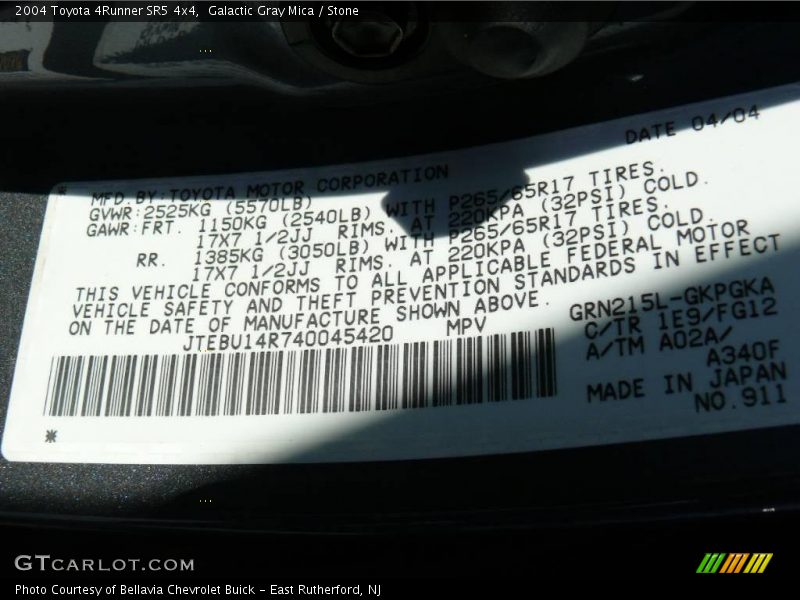 2004 Toyota 4Runner SR5 4x4,  Galactic Gray Mica / Stone
DATE 04/04
MFD.BY:TOYOTA MOTOR CORPORATION
GVWR:2525KG (5570LB)
GAWR:FRT. 1150KG (2540LB) WITH P265/65R17 TIRES.
17X7 1/2JJ RIMS. AT 220KPA (32PSI) COLD.
RR. 1385KG (3050LB) WITH P265/65R17 TIRES.
17X7 1/2JJ RIMS. AT 220KPA (32PSI) COLD.
THIS VEHICLE CONFORMS TO ALL APPLICABLE FEDERAL MOTOR
VEHICLE SAFETY AND THEFT PREVENTION STANDARDS IN EFFECT
ON THE DATE OF MANUFACTURE SHOWN ABOVE.
JTEBU14R740045420 MPV
GRN215L-GKPGKA
C/TR 1E9/FG12
A/TM A02A/
A340F
MADE IN JAPAN
NO.911
GTCARLOT.COM
Photo Courtesy of Bellavia Chevrolet Buick - East Rutherford, NJ